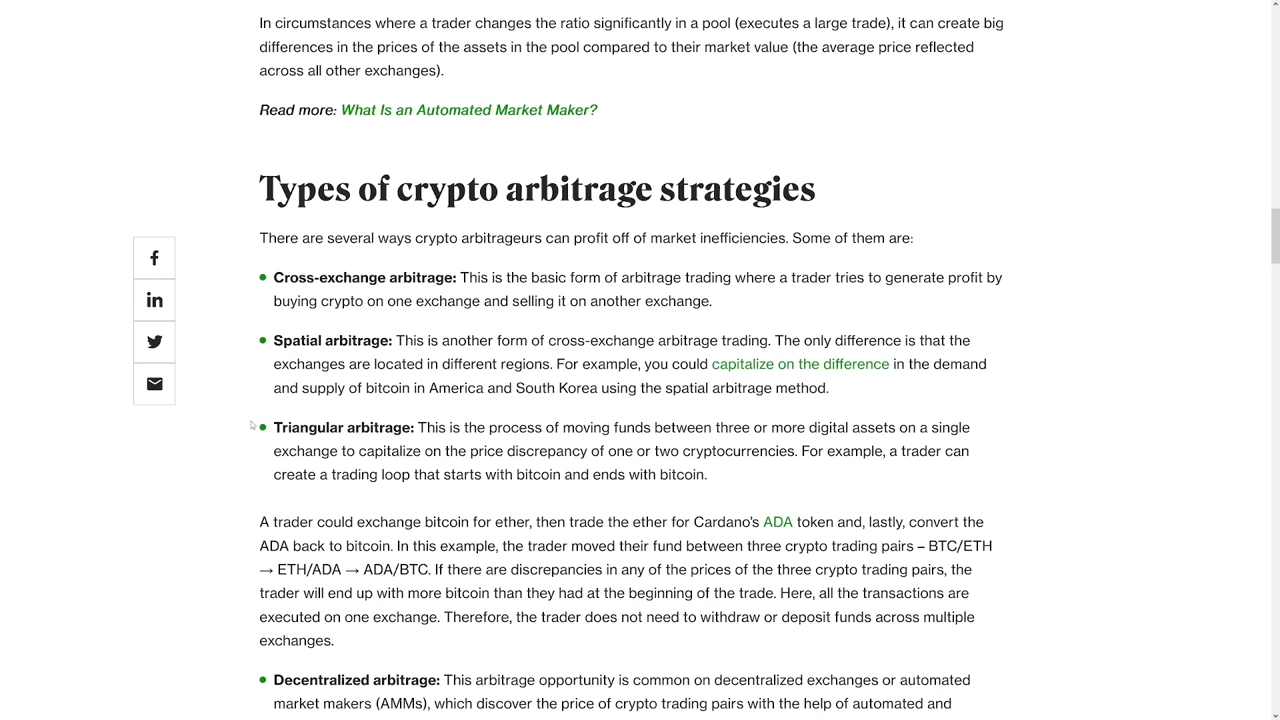 In circumstances where a trader changes the ratio significantly in a pool (executes a large trade), it can create big
differences in the prices of the assets in the pool compared to their market value (the average price reflected
across all other exchanges).
Read more: What Is an Automated Market Maker?
Types of crypto arbitrage strategies
There are several ways crypto arbitrageurs can profit off of market inefficiencies. Some of them are:
Cross-exchange arbitrage: This is the basic form of arbitrage trading where a trader tries to generate profit by
buying crypto on one exchange and selling it on another exchange.
Spatial arbitrage: This is another form of cross-exchange arbitrage trading. The only difference is that the
exchanges are located in different regions. For example, you could capitalize on the difference in the demand
and supply of bitcoin in America and South Korea using the spatial arbitrage method.
Triangular arbitrage: This is the process of moving funds between three or more digital assets on a single
exchange to capitalize on the price discrepancy of one or two cryptocurrencies. For example, a trader can
create a trading loop that starts with bitcoin and ends with bitcoin.
A trader could exchange bitcoin for ether, then trade the ether for Cardano's ADA token and, lastly, convert the
ADA back to bitcoin. In this example, the trader moved their fund between three crypto trading pairs – BTC/ETH
→ ETH/ADA → ADA/BTC. If there are discrepancies in any of the prices of the three crypto trading pairs, the
trader will end up with more bitcoin than they had at the beginning of the trade. Here, all the transactions are
executed on one exchange. Therefore, the trader does not need to withdraw or deposit funds across multiple
exchanges.
Decentralized arbitrage: This arbitrage opportunity is common on decentralized exchanges or automated
market makers (AMMs), which discover the price of crypto trading pairs with the help of automated and